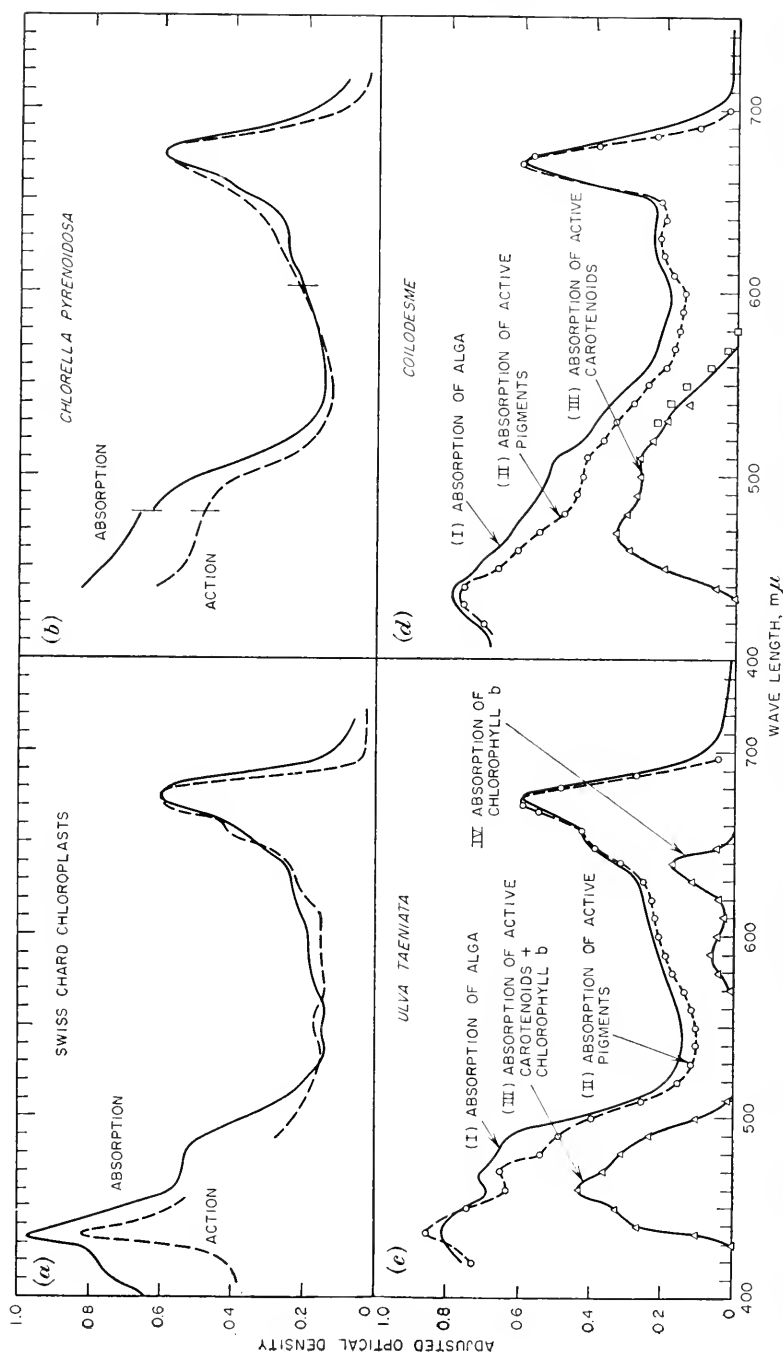 (a)
SWISS CHARD CHLOROPLASTS
ABSORPTION
ACTION
1.0
0.8
0.6
0.4
0.2
0
(b)
CHLORELLA PYRENOIDOSA
ABSORPTION
ACTION
ADJUSTED OPTICAL DENSITY
(c)
ULVA TAENIATA
(I) ABSORPTION OF ALGA
(III) ABSORPTION OF ACTIVE
CAROTENOIDS +
CHLOROPHYLL b
(II) ABSORPTION OF ACTIVE
PIGMENTS
IV ABSORPTION OF
CHLOROPHYLL b
1.0
0.8
0.6
0.4
0.2
0
400
500
600
700
(d)
COILODESME
(I) ABSORPTION OF ALGA
(II) ABSORPTION OF ACTIVE
PIGMENTS
(III) ABSORPTION OF ACTIVE
CAROTENOIDS
400
500
600
700
WAVE LENGTH, mμ